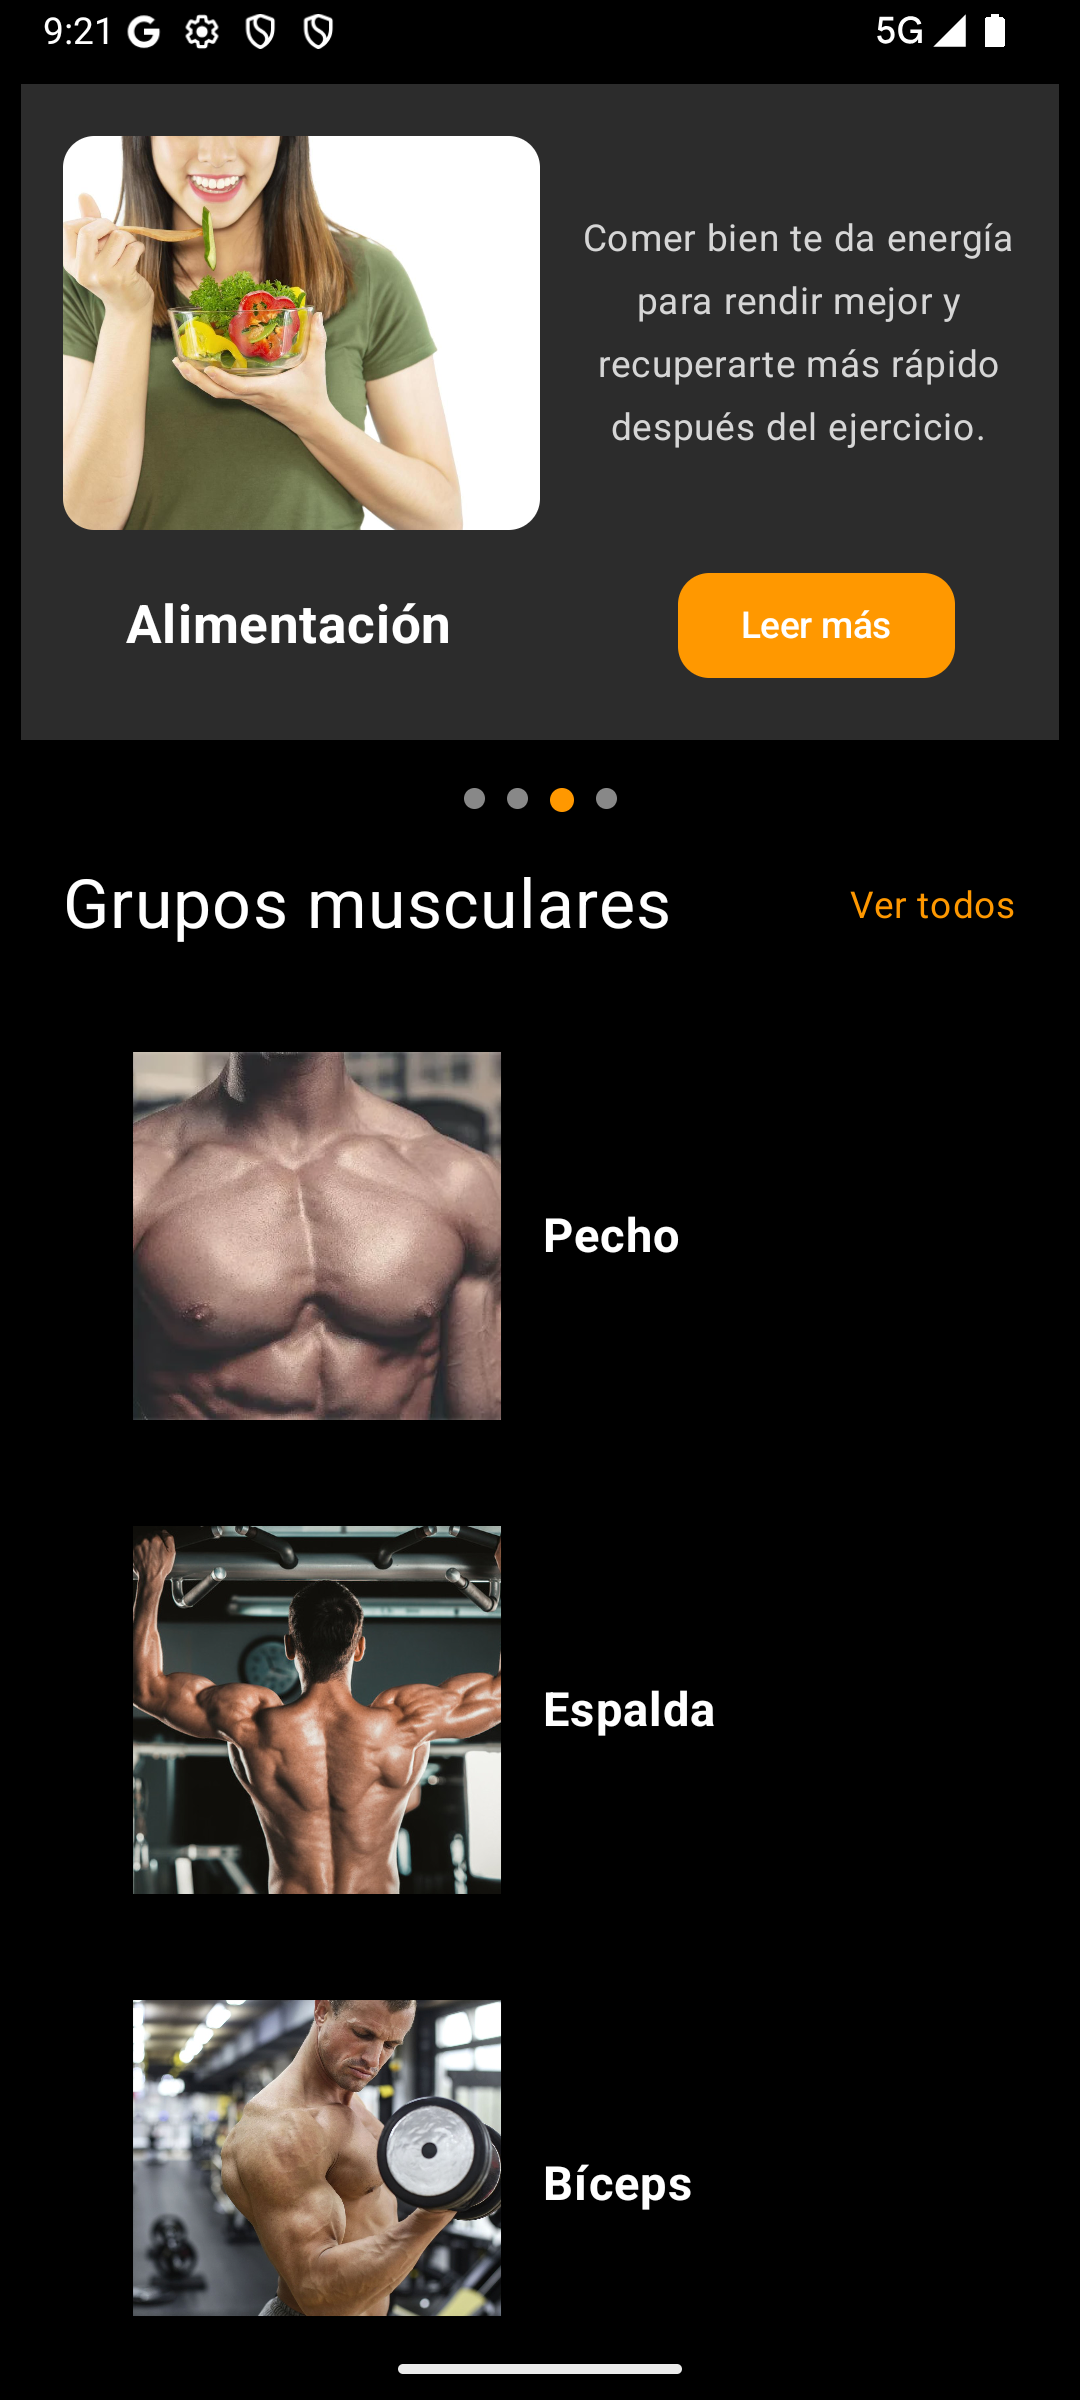 9:21
5G
Comer bien te da energía
para rendir mejor y
recuperarte más rápido
después del ejercicio.
Alimentación
Leer más
Grupos musculares
Ver todos
Pecho
Espalda
Bíceps